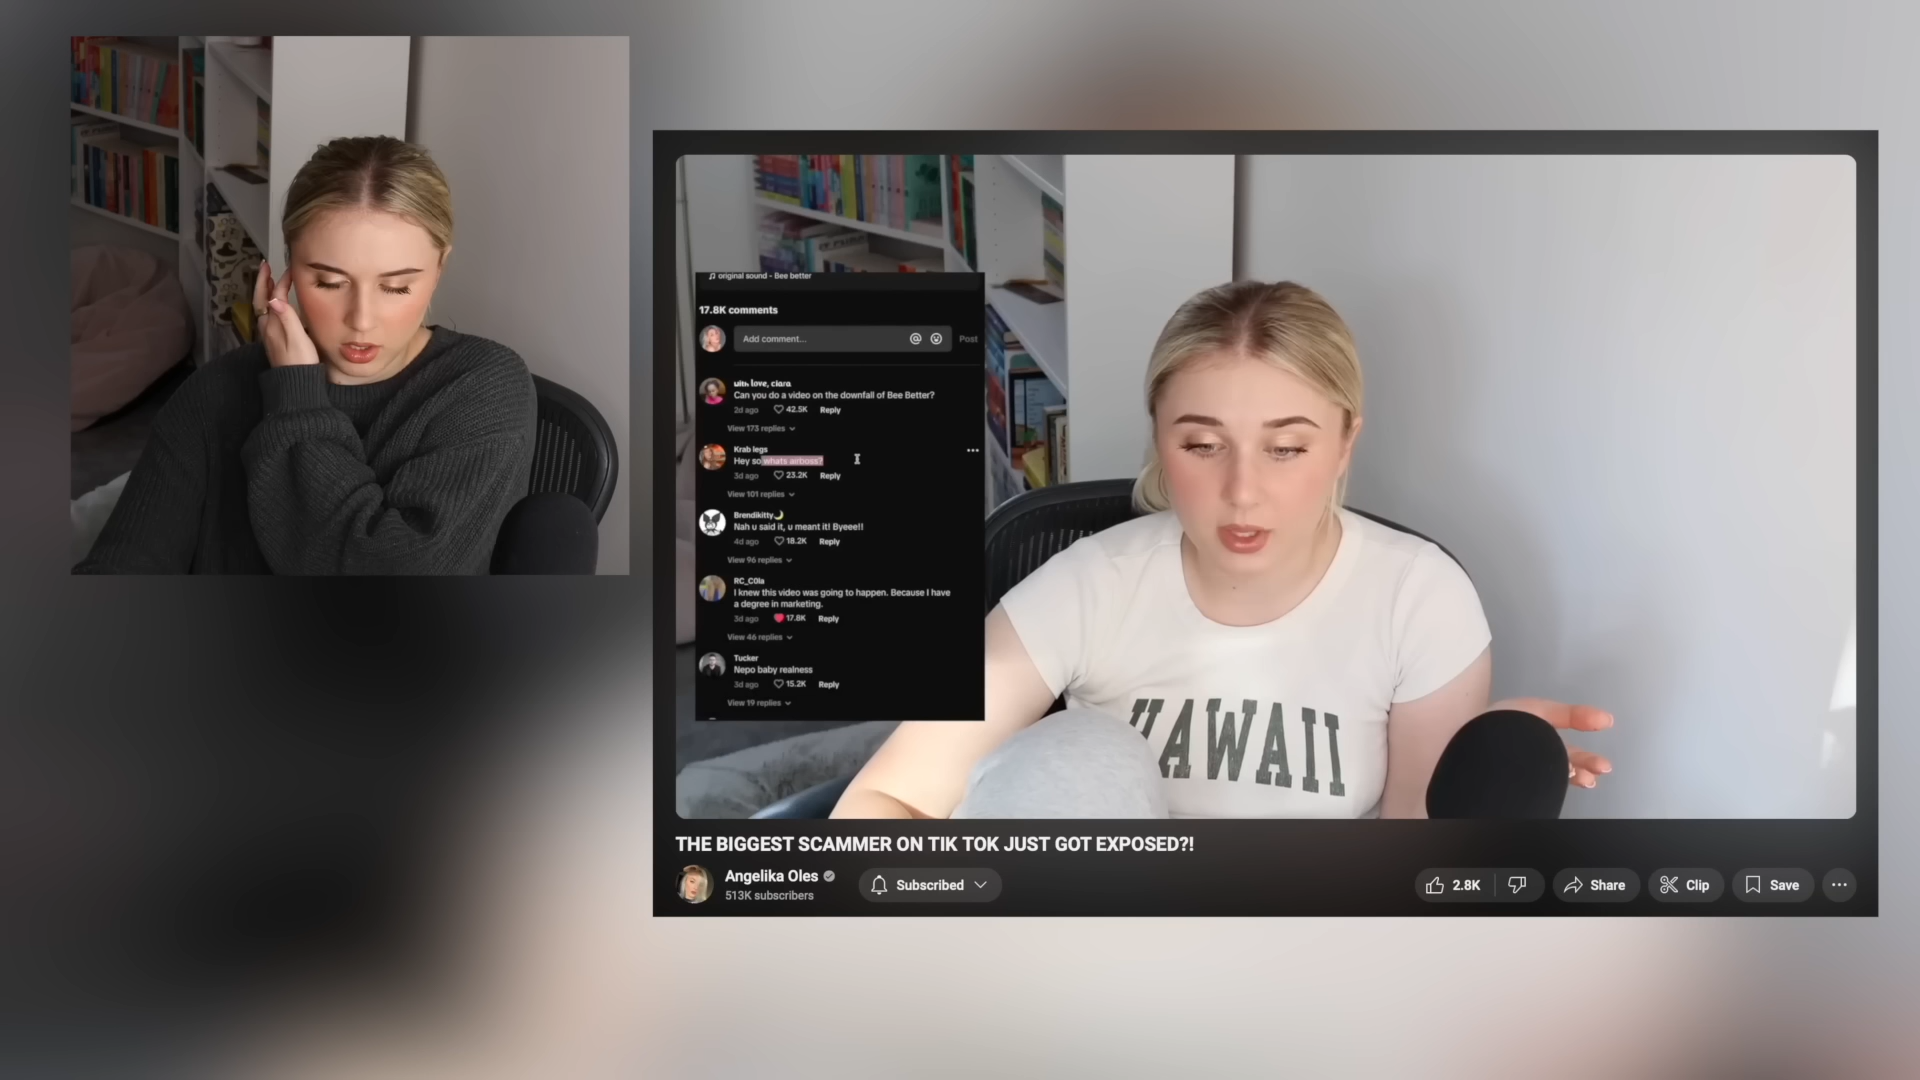 original sound - Bee better
17.8K comments
Add comment...
Post
with love, ciara
Can you do a video on the downfall of Bee Better?
2d ago 42.5K Reply
View 173 replies
Krab legs
Hey so whats airboss?
3d ago 23.2K Reply
View 101 replies
Brendikitty🌙
Nah u said it, u meant it! Byeee!!
4d ago 18.2K Reply
View 96 replies
RC_C0la
I knew this video was going to happen. Because I have
a degree in marketing.
3d ago 17.8K Reply
View 46 replies
Tucker
Nepo baby realness
3d ago 15.2K Reply
View 19 replies
HAWAII
THE BIGGEST SCAMMER ON TIK TOK JUST GOT EXPOSED?!
Angelika Oles
513K subscribers
Subscribed
2.8K
Share
Clip
Save